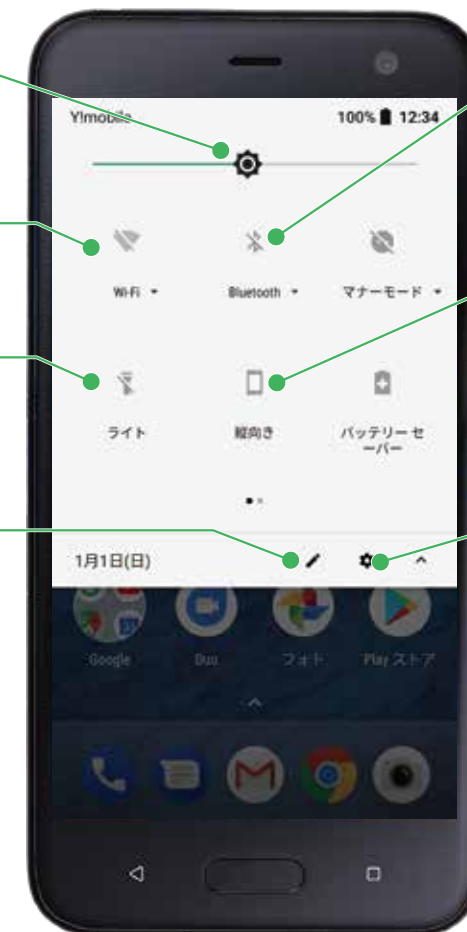 Y!mobile
100% 12:34
Wi-Fi
Bluetooth
マナーモード
ライト
縦向き
バッテリー セ
ーバー
1月1日(日)
Google
Duo
フォト
Play ストア